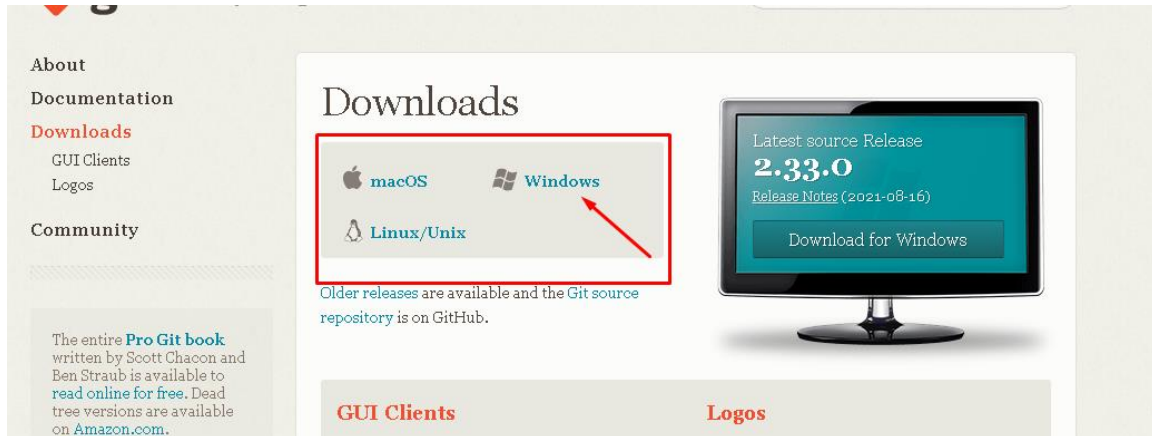 About
Documentation
Downloads
GUI Clients
Logos
Community
The entire Pro Git book
written by Scott Chacon and
Ben Straub is available to
read online for free. Dead
tree versions are available
on Amazon.com.
Downloads
macOS
Windows
Linux/Unix
Older releases are available and the Git source
repository is on GitHub.
Latest source Release
2.33.0
Release Notes (2021-08-16)
Download for Windows
GUI Clients
Logos